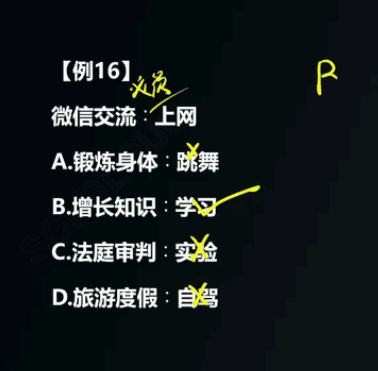 【例16】
必员
微信交流：上网
A.锻炼身体：跳舞
B.增长知识：学习
C.法庭审判：实验
D.旅游度假：自驾
R